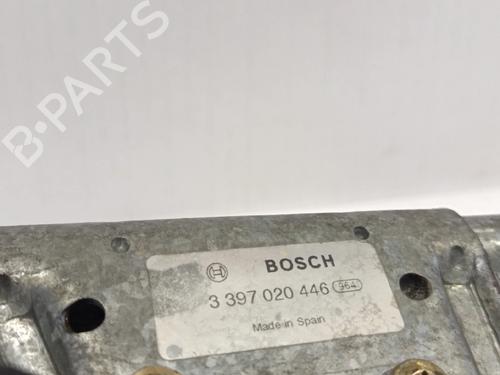 B-PARTS
BOSCH
3 397 020 446 964
Made in Spain